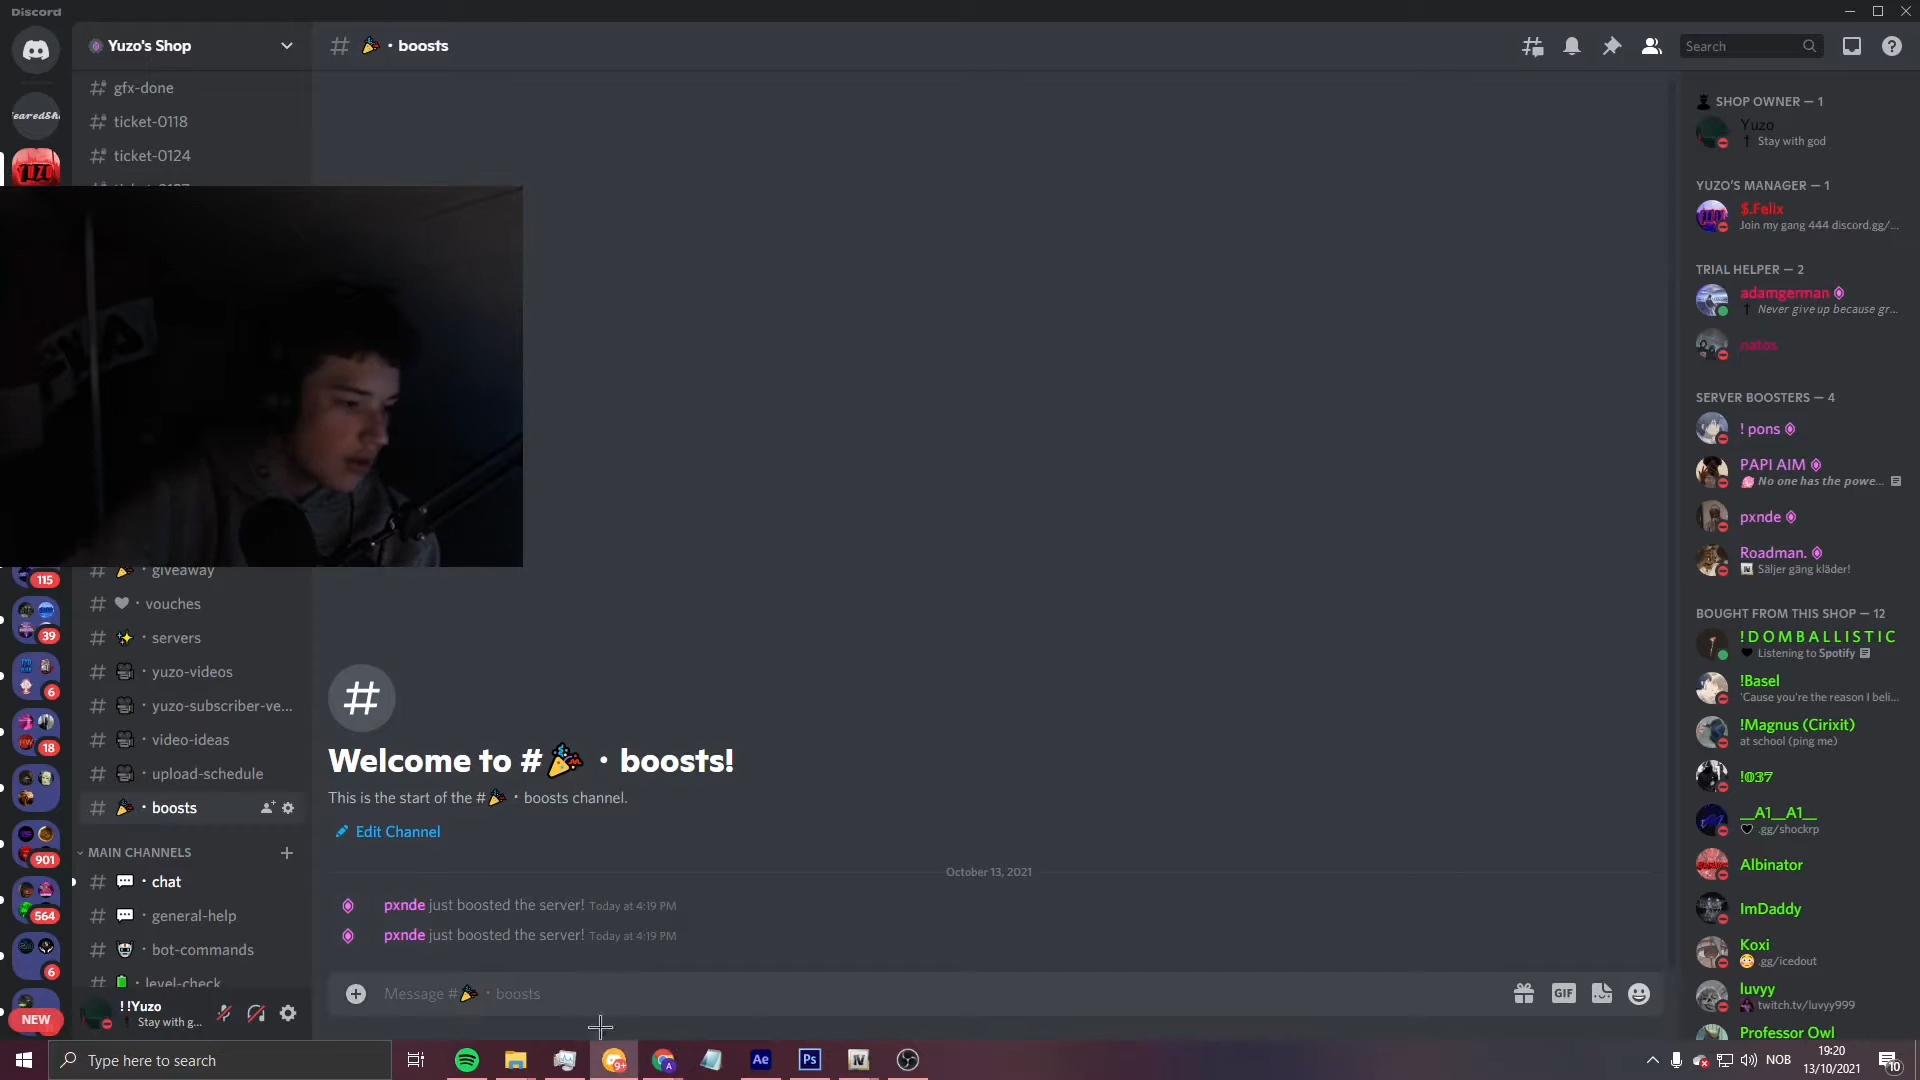 Discord
Yuzo's Shop
# 🎉・boosts
Search
# gfx-done
# ticket-0118
# ticket-0124
YUZO
115
39
6
18
901
564
6
NEW
# 🎉・giveaway
# 🖤・vouches
# ✨・servers
# 🎥・yuzo-videos
# 🎥・yuzo-subscriber-ve...
# 🎥・video-ideas
# 🎥・upload-schedule
# 🎉・boosts
MAIN CHANNELS
# 💬・chat
# 💬・general-help
# 🤖・bot-commands
# 🔋・level-check
!!Yuzo
Stay with g...
Welcome to #🎉・boosts!
This is the start of the #🎉・boosts channel.
Edit Channel
October 13, 2021
pxnde just boosted the server! Today at 4:19 PM
pxnde just boosted the server! Today at 4:19 PM
Message #🎉・boosts
GIF
SHOP OWNER — 1
Yuzo
Stay with god
YUZO'S MANAGER — 1
$.Felix
Join my gang 444 discord.gg/...
TRIAL HELPER — 2
adamgerman
Never give up because gr...
natos
SERVER BOOSTERS — 4
! pons
PAPI AIM
No one has the powe...
pxnde
Roadman.
Säljer gäng kläder!
BOUGHT FROM THIS SHOP — 12
! D O M B A L L I S T I C
Listening to Spotify
!Basel
'Cause you're the reason I beli...
!Magnus (Cirixit)
at school (ping me)
!037
__A1__A1__
🖤 .gg/shockrp
Albinator
ImDaddy
Koxi
😳 .gg/icedout
luvyy
twitch.tv/luvyy999
Professor Owl
Type here to search
9+
A
Ae
Ps
NOB
19:20
13/10/2021
10